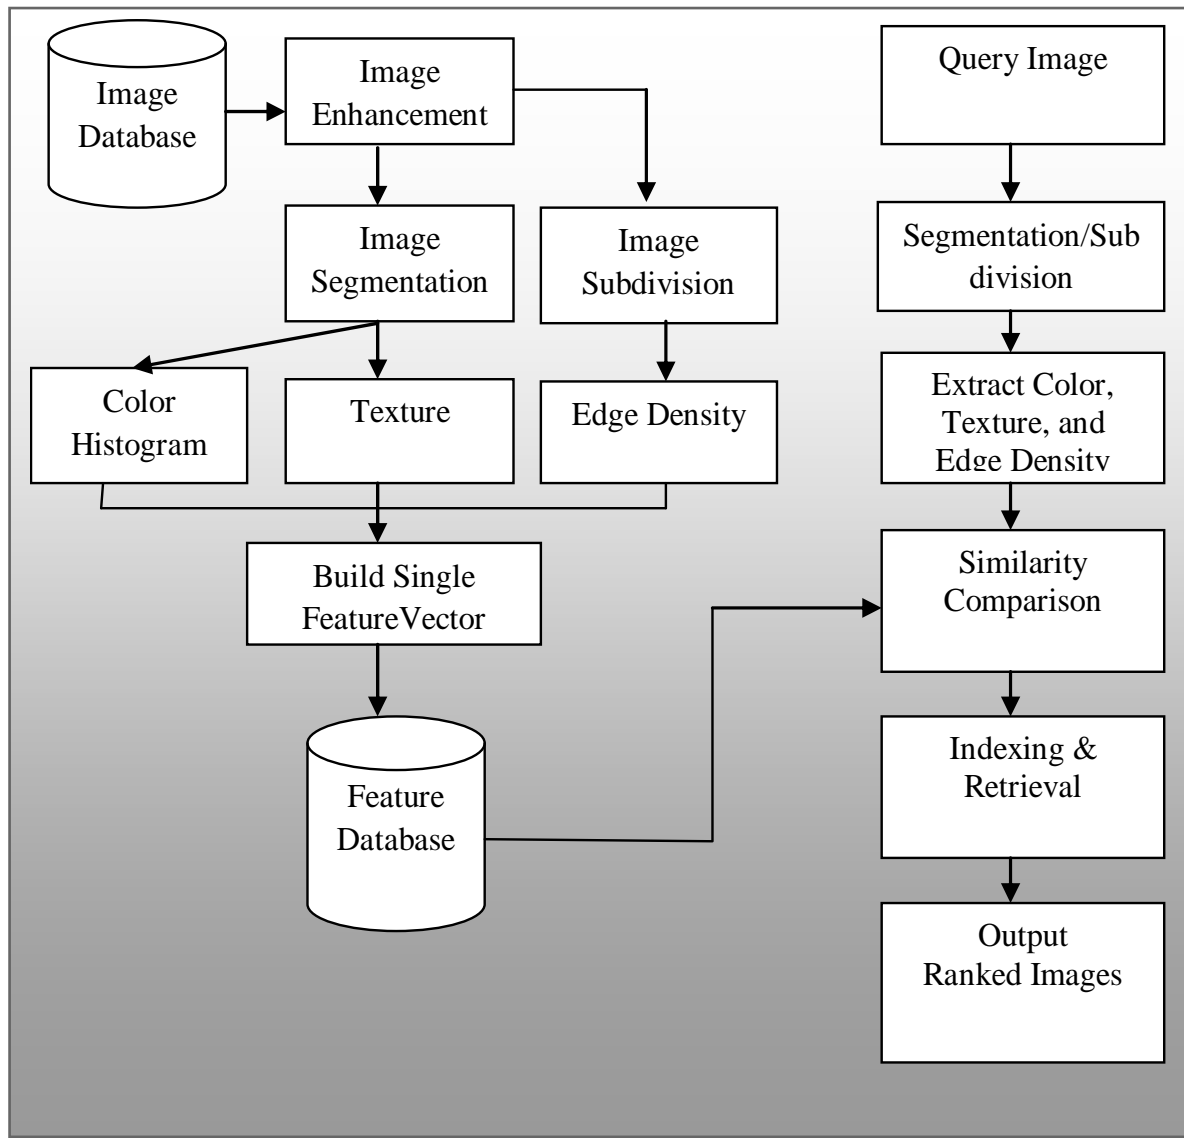 Image
Database
Image
Enhancement
Image
Segmentation
Image
Subdivision
Color
Histogram
Texture
Edge Density
Build Single
FeatureVector
Feature
Database
Query Image
Segmentation/Sub
division
Extract Color,
Texture, and
Edge Density
Similarity
Comparison
Indexing &
Retrieval
Output
Ranked Images